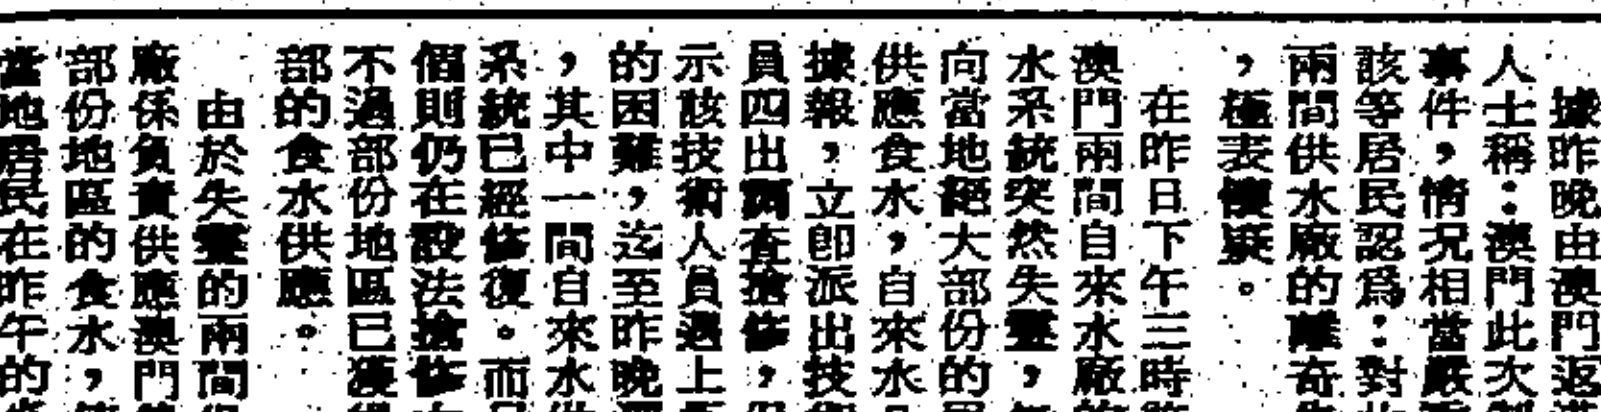 據昨晚由澳門返
人士稱：澳門此次
事件，情况相當嚴
該等居民認爲：對
兩間供水廠的離奇
，極表懷疑。
在昨日下午三時
澳門兩間自來水廠的
水系統突然失靈，
向當地絕大部份的
供應食水，自來水
據報，立卽派出技
員四出調查搶修，
示該技術人員遇上
的困難，迄至昨晚
，其中一間自來水
系統已經修復。而
個則仍在設法搶修
不過部份地區已獲
部的食水供應。
由於失靈的兩間
廠係負責供應澳門
部份地區的食水，
當地居民在昨午的